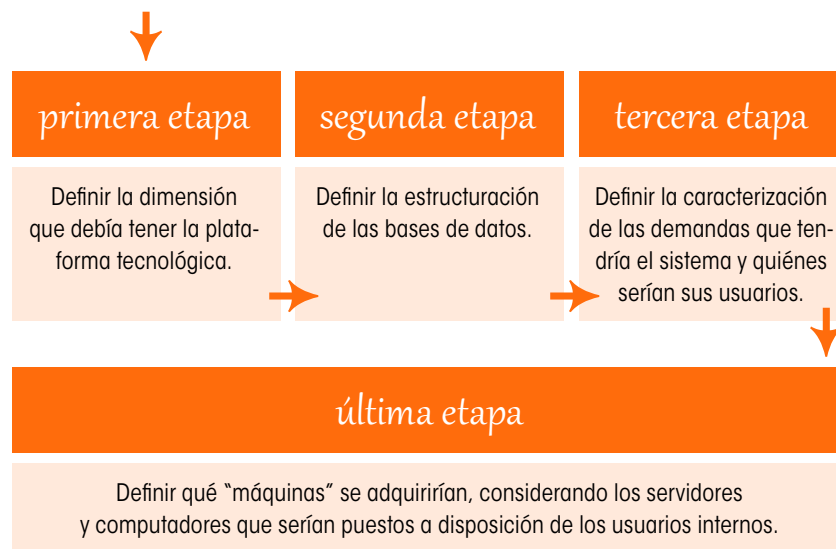 primera etapa
Definir la dimensión
que debía tener la plata-
forma tecnológica.
segunda etapa
Definir la estructuración
de las bases de datos.
tercera etapa
Definir la caracterización
de las demandas que ten-
dría el sistema y quiénes
serían sus usuarios.
última etapa
Definir qué “máquinas” se adquirirían, considerando los servidores
y computadores que serían puestos a disposición de los usuarios internos.